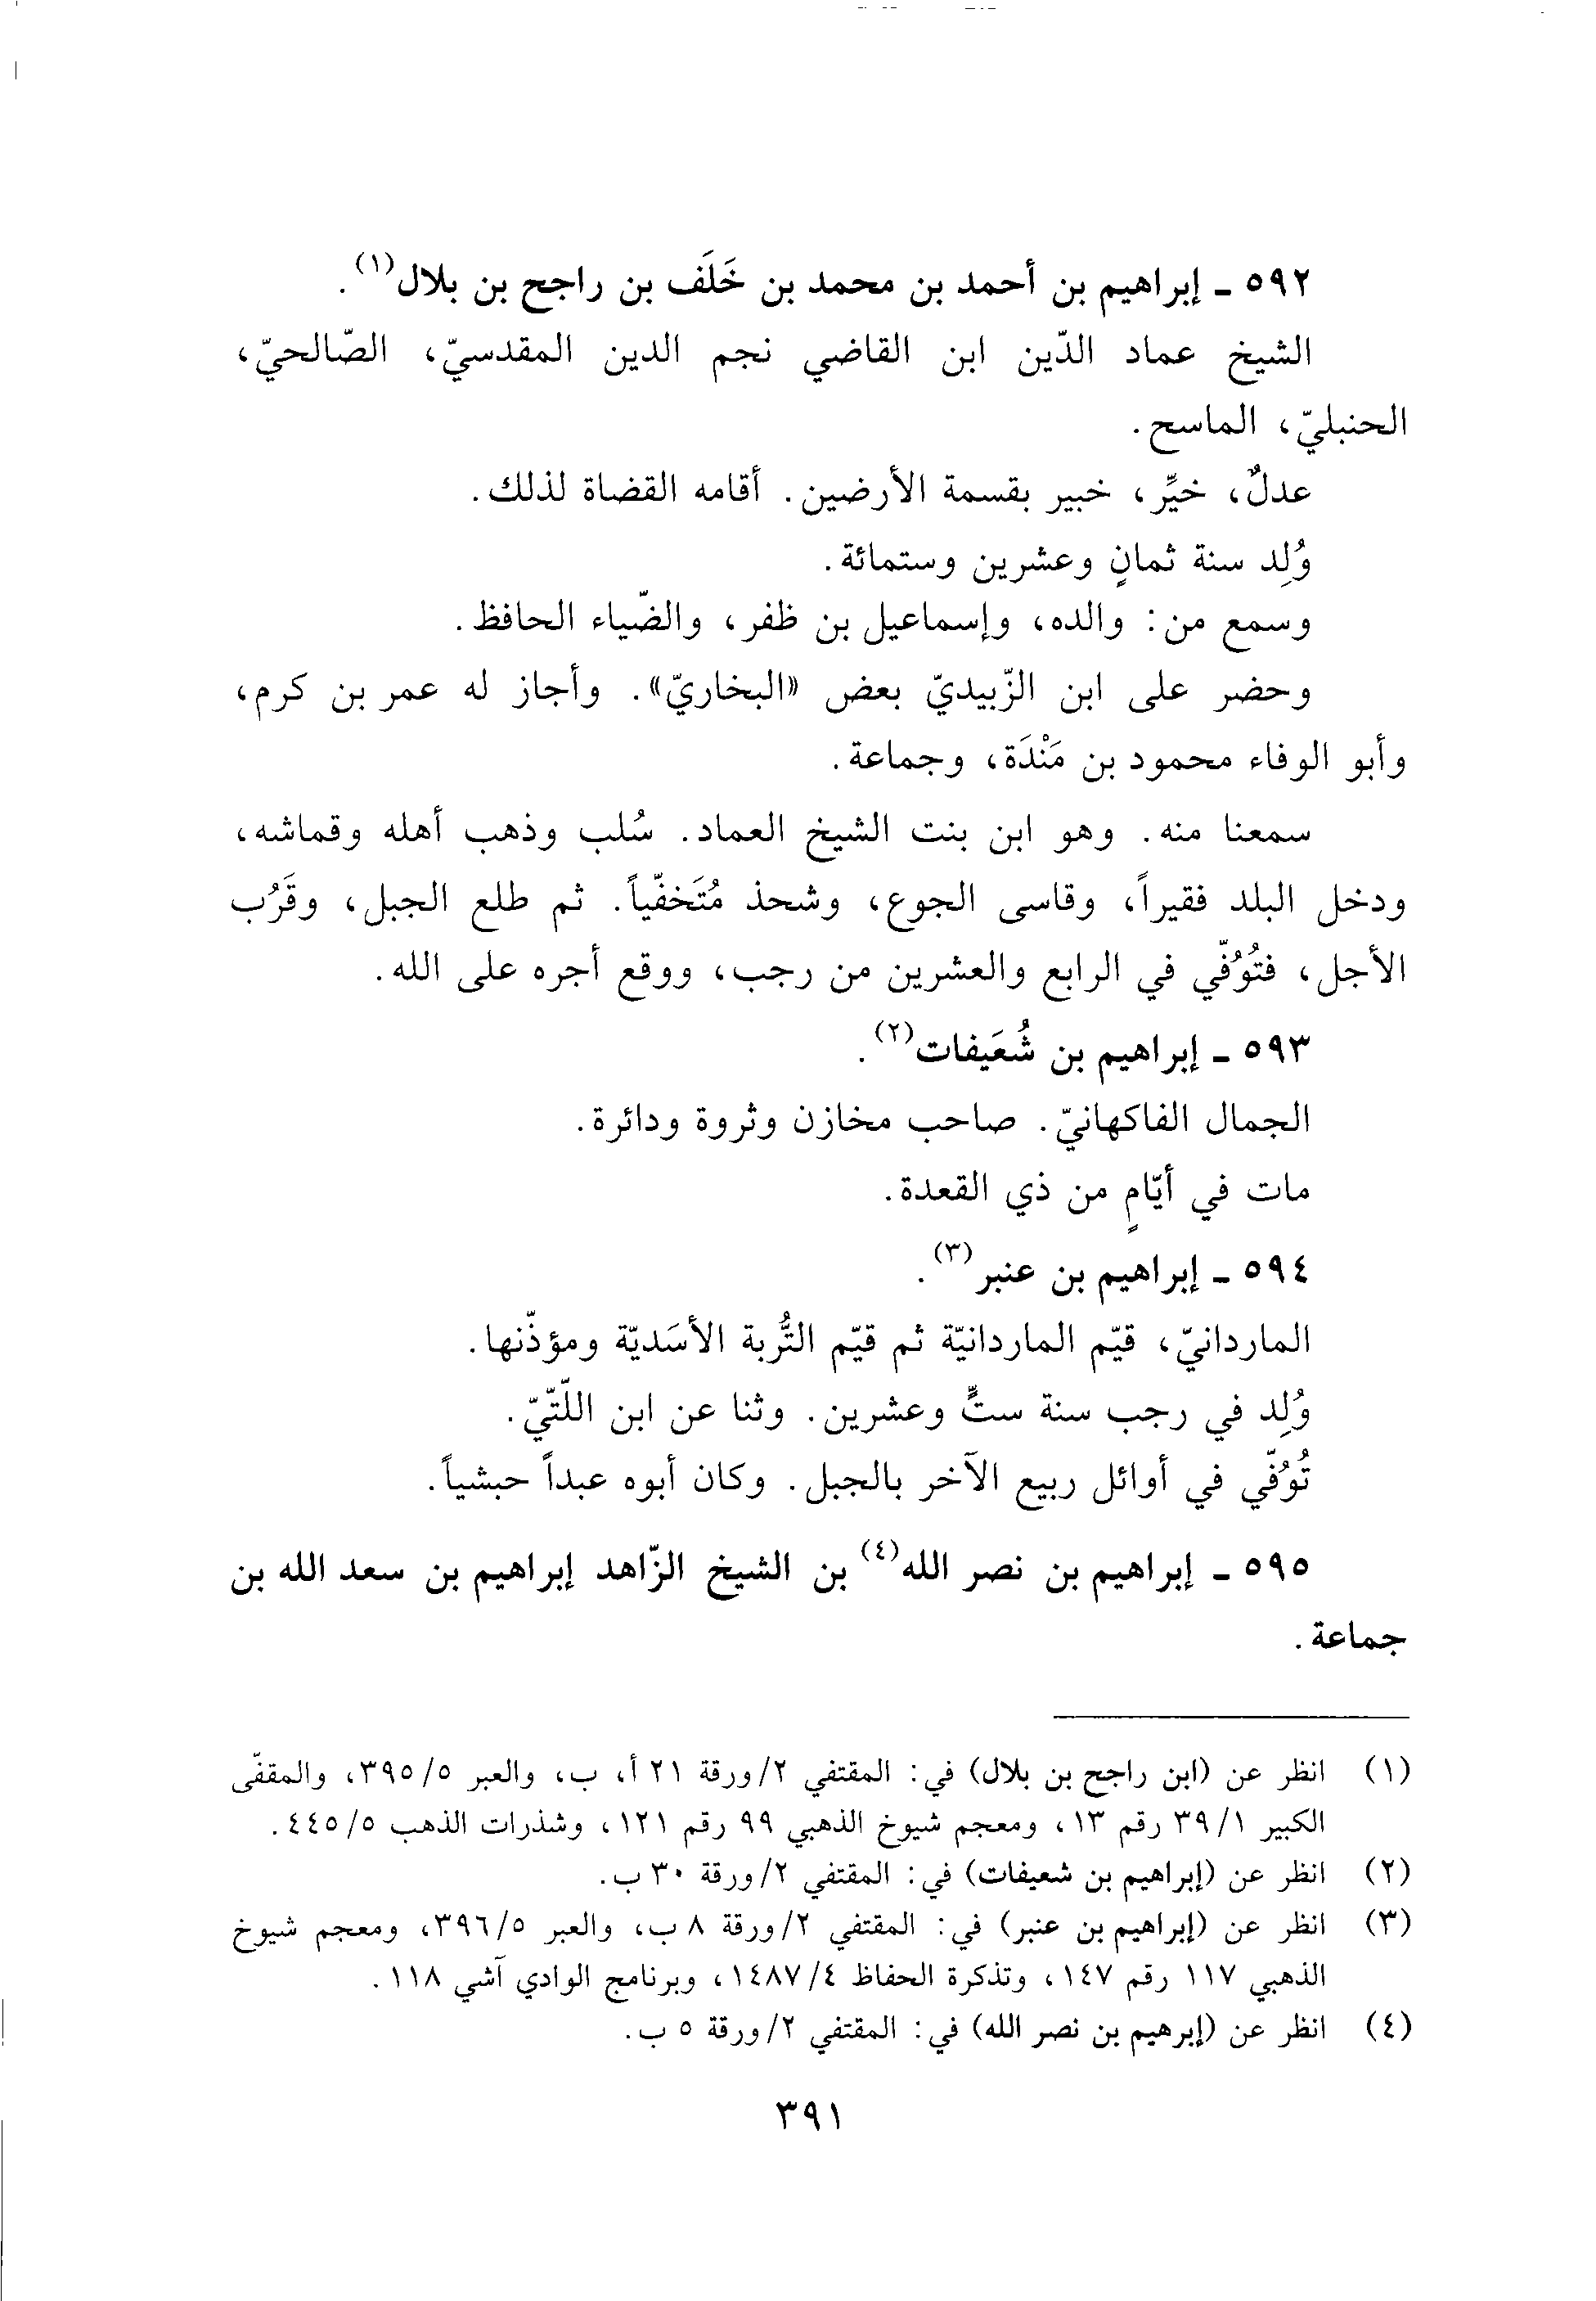 ٥٩٢ ـ إبراهيم بن أحمد بن محمد بن خَلَف بن راجح بن بلال(١).
الشيخ عماد الدّين ابن القاضي نجم الدين المقدسيّ، الصّالحيّ،
الحنبليّ، الماسح.
عدلٌ، خيِّر، خبير بقسمة الأرضين. أقامه القضاة لذلك.
وُلِد سنة ثمانٍ وعشرين وستمائة.
وسمع من: والده، وإسماعيل بن ظفر، والضّياء الحافظ.
وحضر على ابن الزّبيديّ بعض «البخاريّ». وأجاز له عمر بن كرم،
وأبو الوفاء محمود بن مَنْدَة، وجماعة.
سمعنا منه. وهو ابن بنت الشيخ العماد. سُلب وذهب أهله وقماشه،
ودخل البلد فقيراً، وقاسى الجوع، وشحذ مُتَخفّياً. ثم طلع الجبل، وقَرُب
الأجل، فتُوُفّي في الرابع والعشرين من رجب، ووقع أجره على الله.
٥٩٣ ـ إبراهيم بن شُعَيفات(٢).
الجمال الفاكهانيّ. صاحب مخازن وثروة ودائرة.
مات في أيّامٍ من ذي القعدة.
٥٩٤ ـ إبراهيم بن عنبر(٣).
الماردانيّ، قيّم الماردانيّة ثم قيّم التُّربة الأسَديّة ومؤذّنها.
وُلِد في رجب سنة ستٍّ وعشرين. وثنا عن ابن اللّتّيّ.
تُوُفّي في أوائل ربيع الآخر بالجبل. وكان أبوه عبداً حبشياً.
٥٩٥ ـ إبراهيم بن نصر الله(٤) بن الشيخ الزّاهد إبراهيم بن سعد الله بن
جماعة.
(١) انظر عن (ابن راجح بن بلال) في: المقتفي ٢/ورقة ٢١ أ، ب، والعبر ٣٩٥/٥، والمقفّى
الكبير ٣٩/١ رقم ١٣، ومعجم شيوخ الذهبي ٩٩ رقم ١٢١، وشذرات الذهب ٤٤٥/٥.
(٢) انظر عن (إبراهيم بن شعيفات) في: المقتفي ٢/ورقة ٣٠ ب.
(٣) انظر عن (إبراهيم بن عنبر) في: المقتفي ٢/ورقة ٨ ب، والعبر ٣٩٦/٥، ومعجم شيوخ
الذهبي ١١٧ رقم ١٤٧، وتذكرة الحفاظ ١٤٨٧/٤، وبرنامج الوادي آشي ١١٨.
(٤) انظر عن (إبرهيم بن نصر الله) في: المقتفي ٢/ورقة ٥ ب.
٣٩١